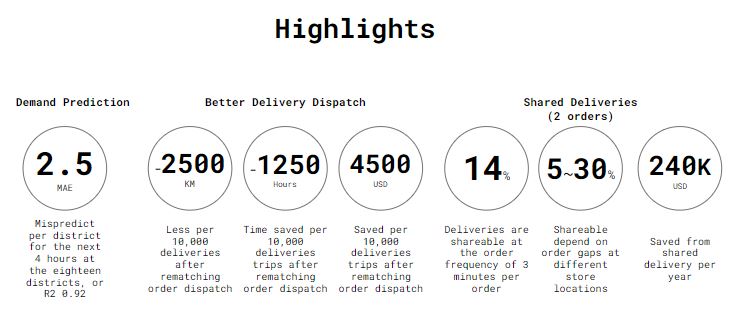 Highlights
Demand Prediction
2.5
MAE
Mispredict
per district
for the next
4 hours at
the eighteen
districts, or
R2 0.92
Better Delivery Dispatch
-2500
KM
Less per
10,000
deliveries
after
rematching
order dispatch
-1250
Hours
Time saved per
10,000
deliveries
trips after
rematching
order dispatch
4500
USD
Saved per
10,000
deliveries
trips after
rematching
order dispatch
Shared Deliveries
(2 orders)
14%
Deliveries are
shareable at
the order
frequency of 3
minutes per
order
5~30%
Shareable
depend on
order gaps at
different
store
locations
240K
USD
Saved from
shared
delivery per
year